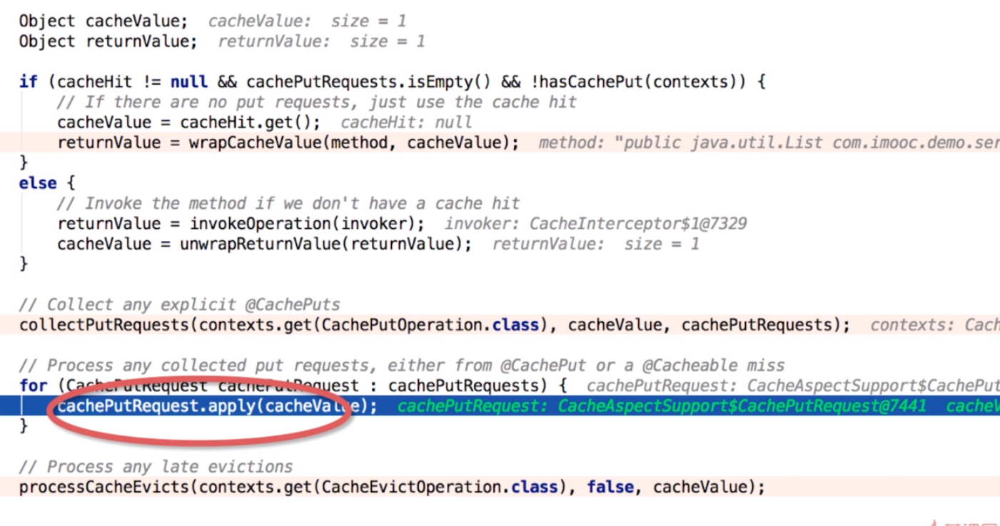 Object cacheValue; cacheValue: size = 1
Object returnValue; returnValue: size = 1
if (cacheHit != null && cachePutRequests.isEmpty() && !hasCachePut(contexts)) {
// If there are no put requests, just use the cache hit
cacheValue = cacheHit.get(); cacheHit: null
returnValue = wrapCacheValue(method, cacheValue); method: "public java.util.List com.imooc.demo.ser
}
else {
// Invoke the method if we don't have a cache hit
returnValue = invokeOperation(invoker); invoker: CacheInterceptor$1@7329
cacheValue = unwrapReturnValue(returnValue); returnValue: size = 1
}
// Collect any explicit @CachePuts
collectPutRequests(contexts.get(CachePutOperation.class), cacheValue, cachePutRequests); contexts: Cach
// Process any collected put requests, either from @CachePut or a @Cacheable miss
for (CachePutRequest cachePutRequest : cachePutRequests) { cachePutRequest: CacheAspectSupport$CachePut
cachePutRequest.apply(cacheValue); cachePutRequest: CacheAspectSupport$CachePutRequest@7441 cacheV
}
// Process any late evictions
processCacheEvicts(contexts.get(CacheEvictOperation.class), false, cacheValue);